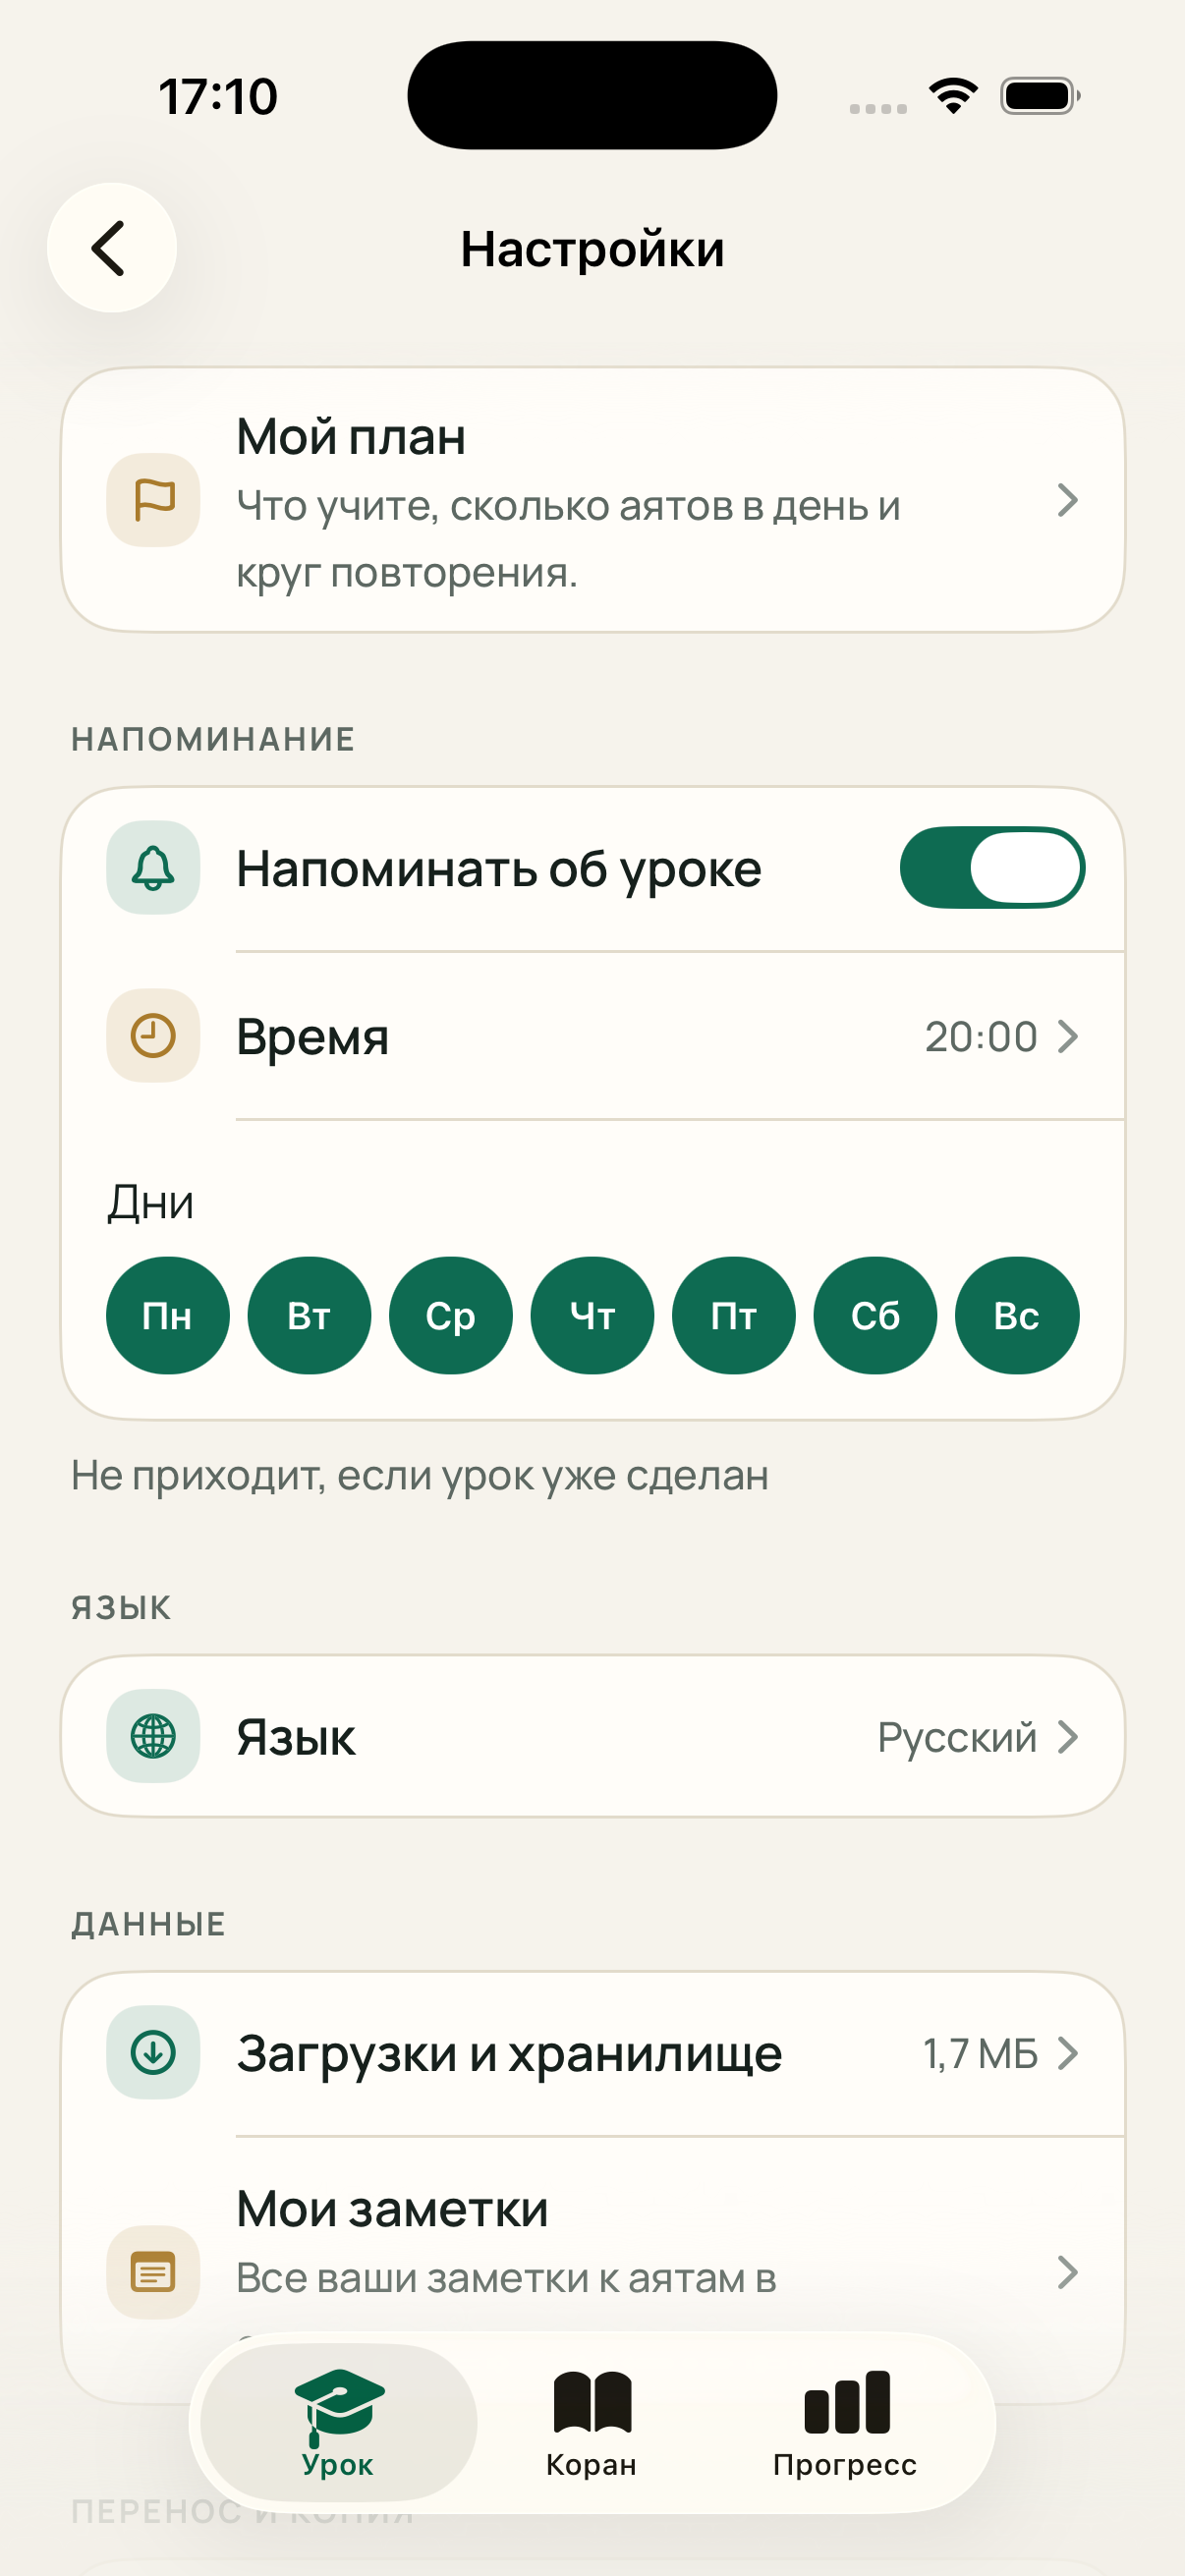 17:10
Настройки
Мой план
Что учите, сколько аятов в день и
круг повторения.
НАПОМИНАНИЕ
Напоминать об уроке
Время
20:00
Дни
Пн Вт Ср Чт Пт Сб Вс
Не приходит, если урок уже сделан
ЯЗЫК
Язык
Русский
ДАННЫЕ
Загрузки и хранилище
1,7 МБ
Мои заметки
Все ваши заметки к аятам в
Урок
Коран
Прогресс
ПЕРЕНОС И КОПИЯ